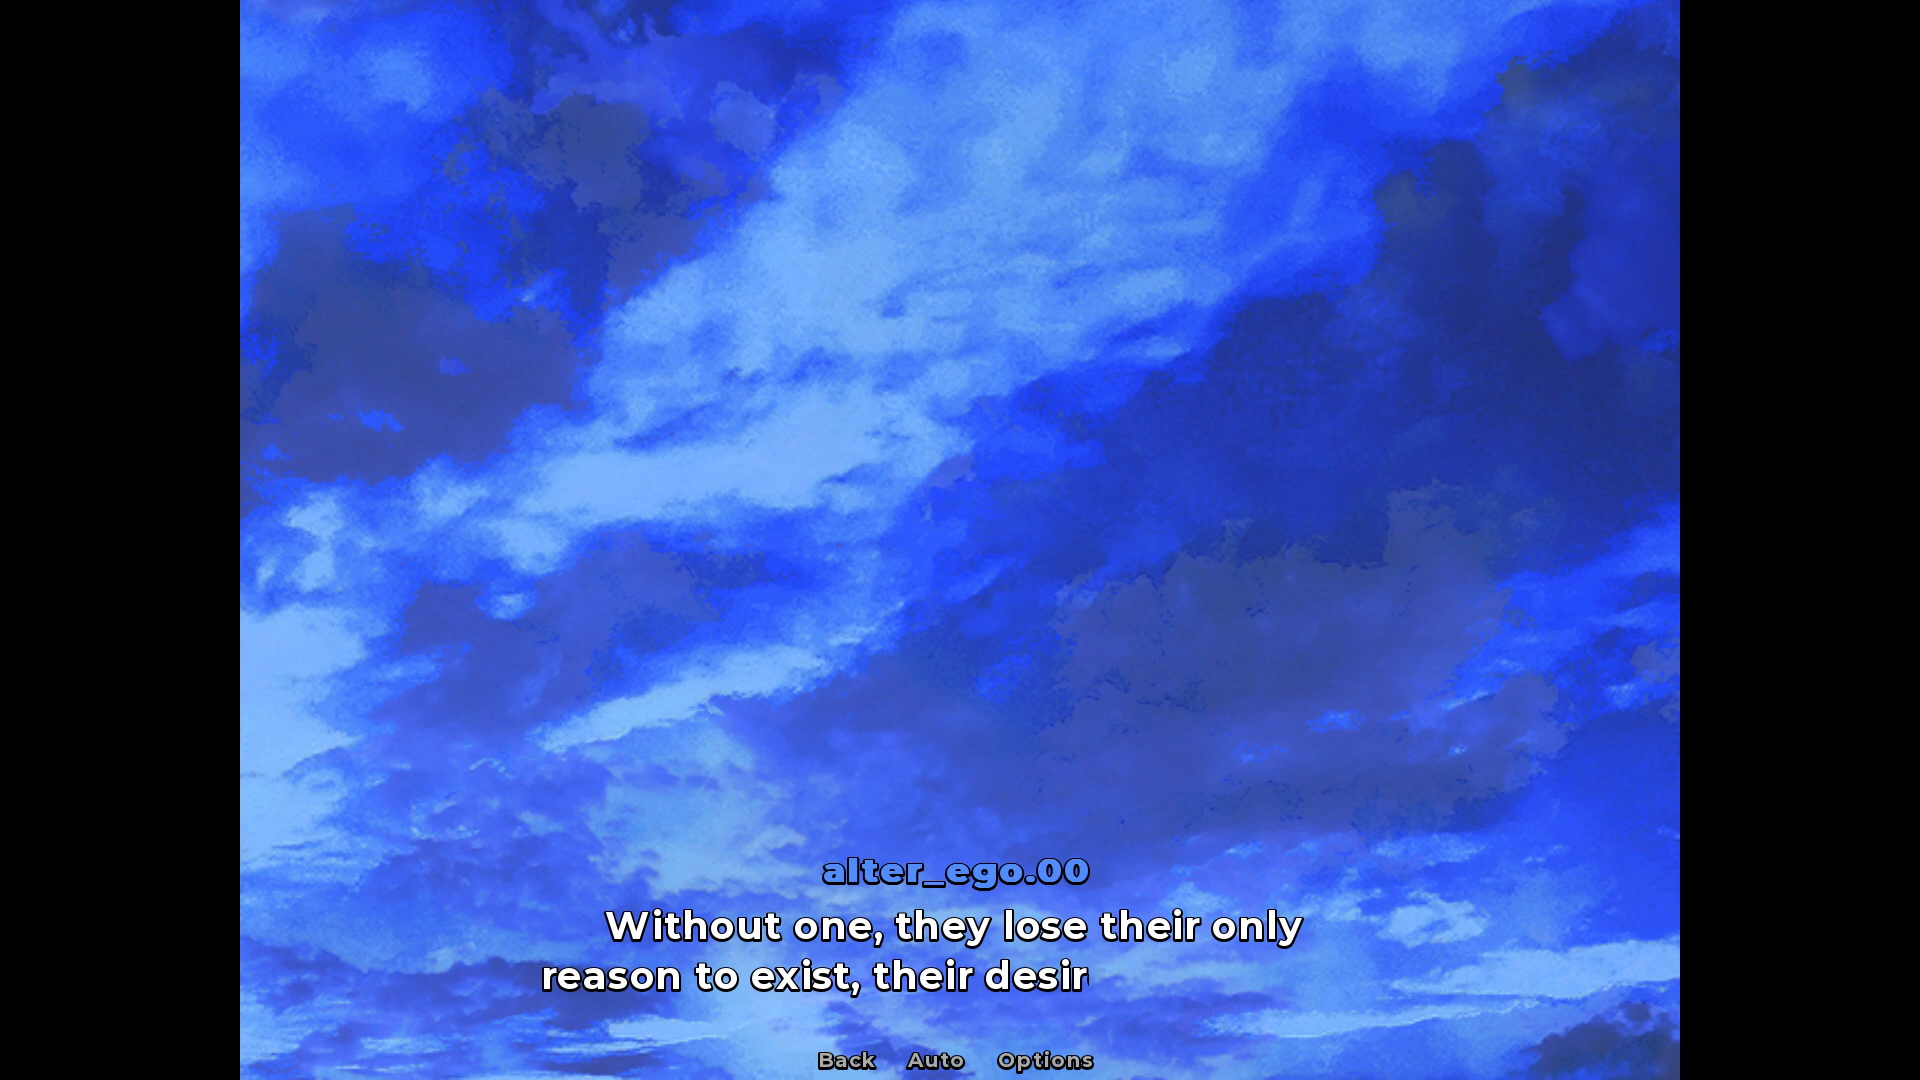 alter_ego.00
Without one, they lose their only
reason to exist, their desir
Back Auto Options